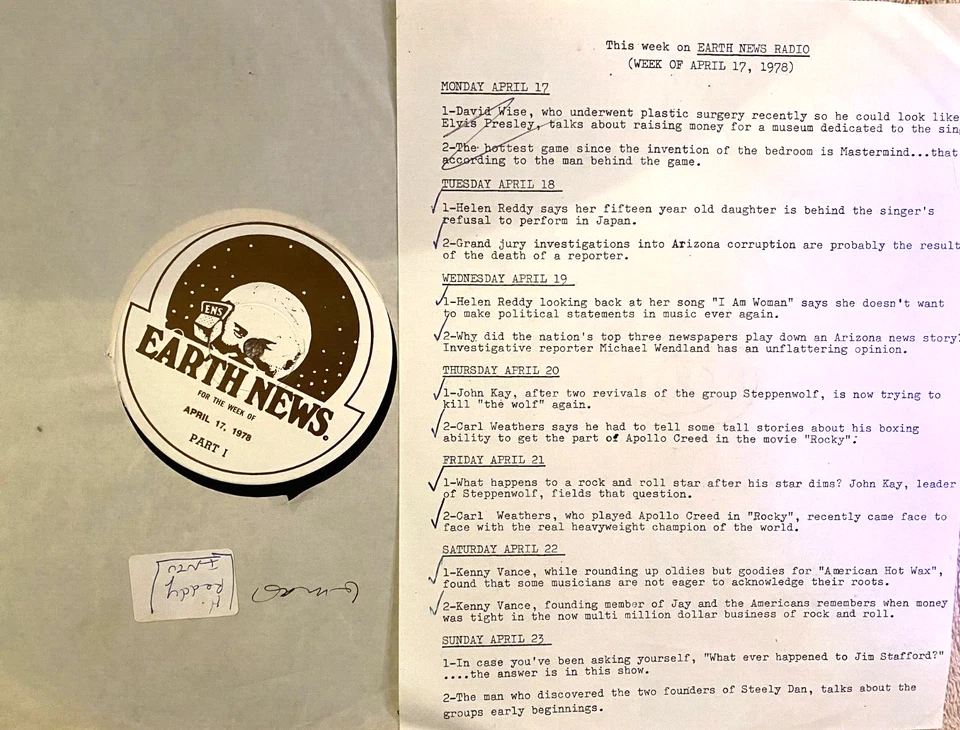 ENS
EARTH NEWS.
FOR THE WEEK OF
APRIL 17, 1978
PART I
H.
Reddy
INTO
This week on EARTH NEWS RADIO
(WEEK OF APRIL 17, 1978)
MONDAY APRIL 17
1-David Wise, who underwent plastic surgery recently so he could look like
Elvis Presley, talks about raising money for a museum dedicated to the sin
2-The hottest game since the invention of the bedroom is Mastermind...that
according to the man behind the game.
TUESDAY APRIL 18
1-Helen Reddy says her fifteen year old daughter is behind the singer's
refusal to perform in Japan.
2-Grand jury investigations into Arizona corruption are probably the result
of the death of a reporter.
WEDNESDAY APRIL 19
1-Helen Reddy looking back at her song "I Am Woman" says she doesn't want
to make political statements in music ever again.
2-Why did the nation's top three newspapers play down an Arizona news story?
Investigative reporter Michael Wendland has an unflattering opinion.
THURSDAY APRIL 20
1-John Kay, after two revivals of the group Steppenwolf, is now trying to
kill "the wolf" again.
2-Carl Weathers says he had to tell some tall stories about his boxing
ability to get the part of Apollo Creed in the movie "Rocky".
FRIDAY APRIL 21
1-What happens to a rock and roll star after his star dims? John Kay, leader
of Steppenwolf, fields that question.
2-Carl Weathers, who played Apollo Creed in "Rocky", recently came face to
face with the real heavyweight champion of the world.
SATURDAY APRIL 22
1-Kenny Vance, while rounding up oldies but goodies for "American Hot Wax",
found that some musicians are not eager to acknowledge their roots.
2-Kenny Vance, founding member of Jay and the Americans remembers when money
was tight in the now multi million dollar business of rock and roll.
SUNDAY APRIL 23
1-In case you've been asking yourself, "What ever happened to Jim Stafford?"
....the answer is in this show.
2-The man who discovered the two founders of Steely Dan, talks about the
groups early beginnings.